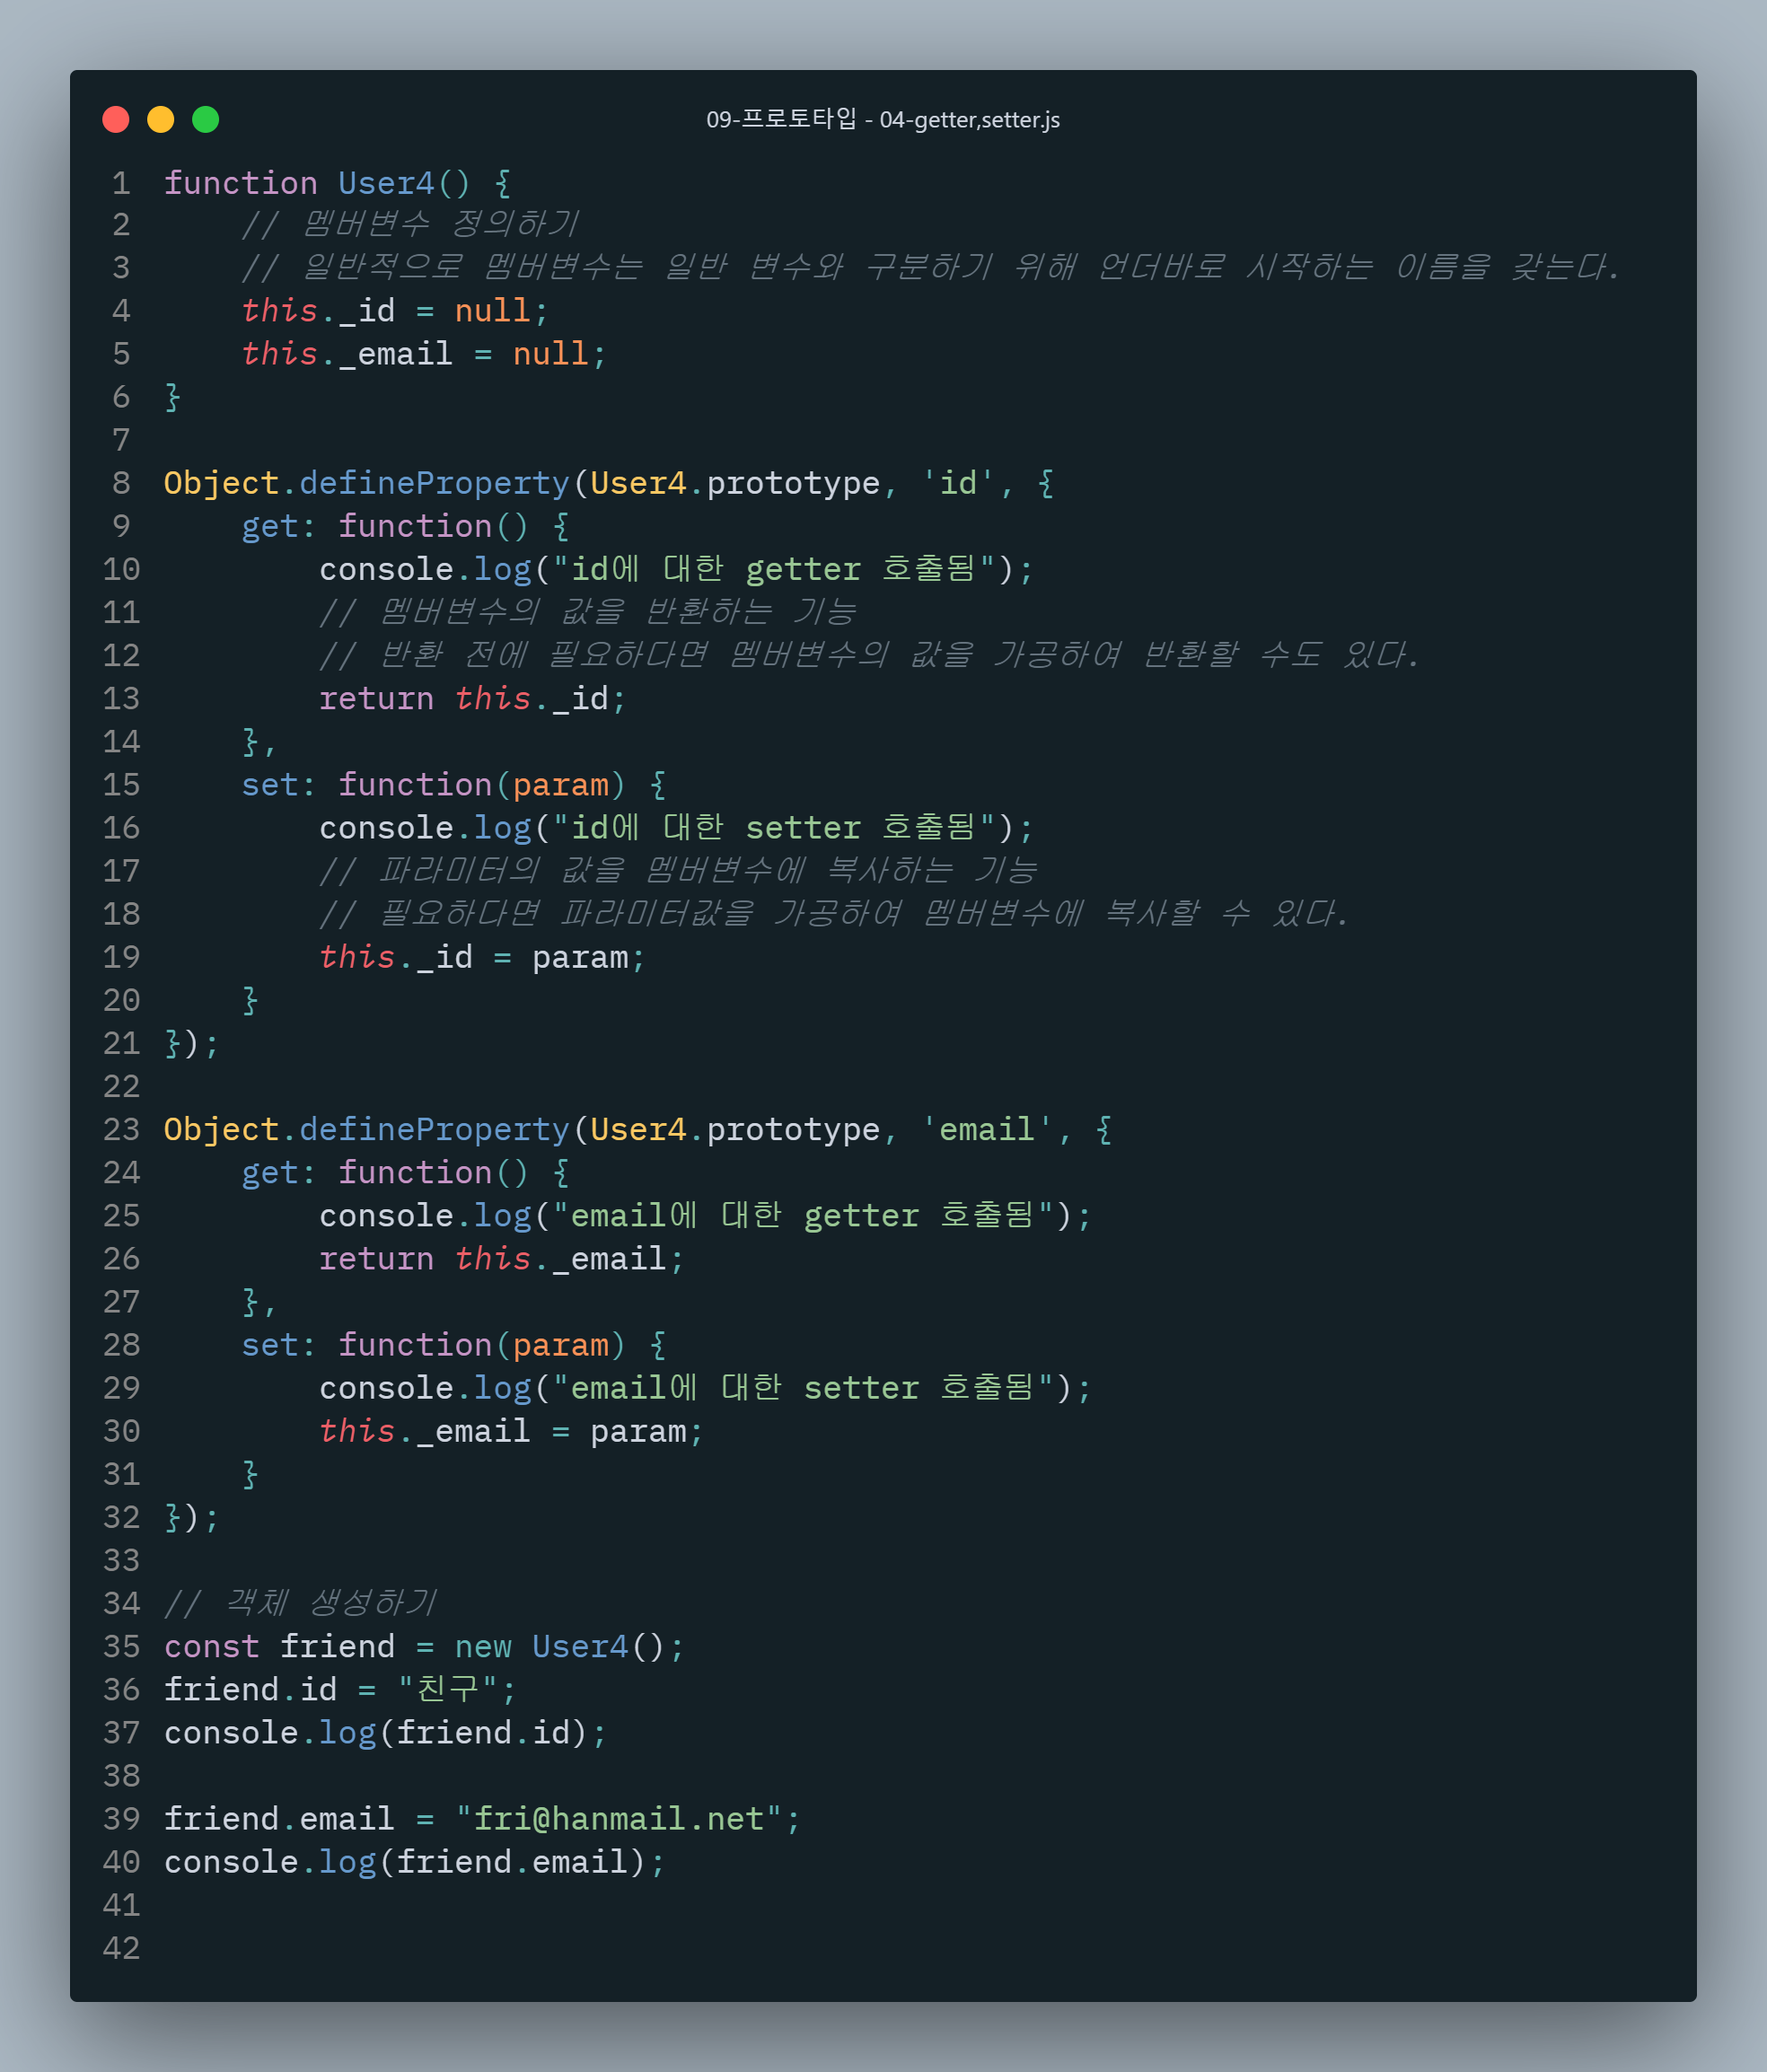 09-프로토타입 - 04-getter,setter.js
1 function User4() {
2     // 멤버변수 정의하기
3     // 일반적으로 멤버변수는 일반 변수와 구분하기 위해 언더바로 시작하는 이름을 갖는다.
4     this._id = null;
5     this._email = null;
6 }
7
8 Object.defineProperty(User4.prototype, 'id', {
9     get: function() {
10         console.log("id에 대한 getter 호출됨");
11         // 멤버변수의 값을 반환하는 기능
12         // 반환 전에 필요하다면 멤버변수의 값을 가공하여 반환할 수도 있다.
13         return this._id;
14     },
15     set: function(param) {
16         console.log("id에 대한 setter 호출됨");
17         // 파라미터의 값을 멤버변수에 복사하는 기능
18         // 필요하다면 파라미터값을 가공하여 멤버변수에 복사할 수 있다.
19         this._id = param;
20     }
21 });
22
23 Object.defineProperty(User4.prototype, 'email', {
24     get: function() {
25         console.log("email에 대한 getter 호출됨");
26         return this._email;
27     },
28     set: function(param) {
29         console.log("email에 대한 setter 호출됨");
30         this._email = param;
31     }
32 });
33
34 // 객체 생성하기
35 const friend = new User4();
36 friend.id = "친구";
37 console.log(friend.id);
38
39 friend.email = "fri@hanmail.net";
40 console.log(friend.email);
41
42